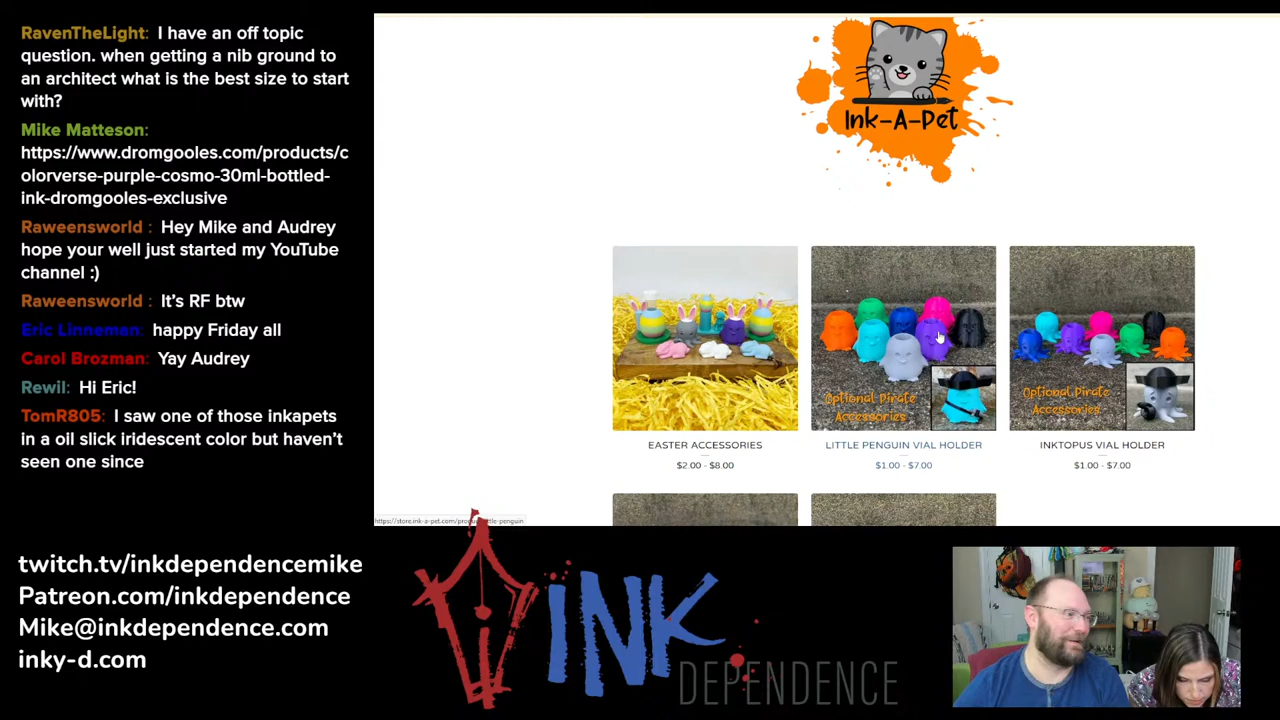 RavenTheLight: I have an off topic
question. when getting a nib ground to
an architect what is the best size to start
with?
Mike Matteson:
https://www.dromgooles.com/products/c
olorverse-purple-cosmo-30ml-bottled-
ink-dromgooles-exclusive
Raweensworld : Hey Mike and Audrey
hope your well just started my YouTube
channel :)
Raweensworld : It's RF btw
Eric Linneman: happy Friday all
Carol Brozman: Yay Audrey
Rewil: Hi Eric!
TomR805: I saw one of those inkapets
in a oil slick iridescent color but haven't
seen one since
Ink-A-Pet
Optional Pirate
Accessories
Optional Pirate
Accessories
EASTER ACCESSORIES
$2.00 - $8.00
LITTLE PENGUIN VIAL HOLDER
$1.00 - $7.00
INKTOPUS VIAL HOLDER
$1.00 - $7.00
twitch.tv/inkdependencemike
Patreon.com/inkdependence
Mike@inkdependence.com
inky-d.com
INK
DEPENDENCE